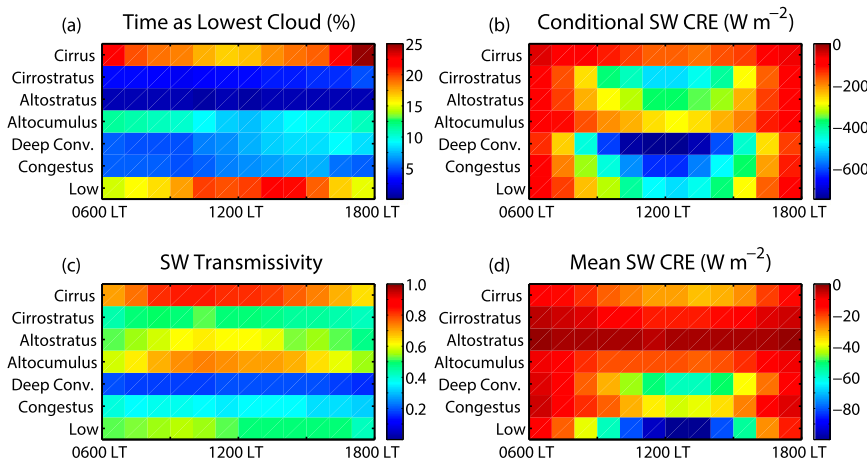 (a) Time as Lowest Cloud (%)
Cirrus
Cirrostratus
Altostratus
Altocumulus
Deep Conv.
Congestus
Low
0600 LT 1200 LT 1800 LT
25
20
15
10
5
(b) Conditional SW CRE (W m−2)
Cirrus
Cirrostratus
Altostratus
Altocumulus
Deep Conv.
Congestus
Low
0600 LT 1200 LT 1800 LT
0
−200
−400
−600
(c) SW Transmissivity
Cirrus
Cirrostratus
Altostratus
Altocumulus
Deep Conv.
Congestus
Low
0600 LT 1200 LT 1800 LT
1.0
0.8
0.6
0.4
0.2
(d) Mean SW CRE (W m−2)
Cirrus
Cirrostratus
Altostratus
Altocumulus
Deep Conv.
Congestus
Low
0600 LT 1200 LT 1800 LT
0
−20
−40
−60
−80